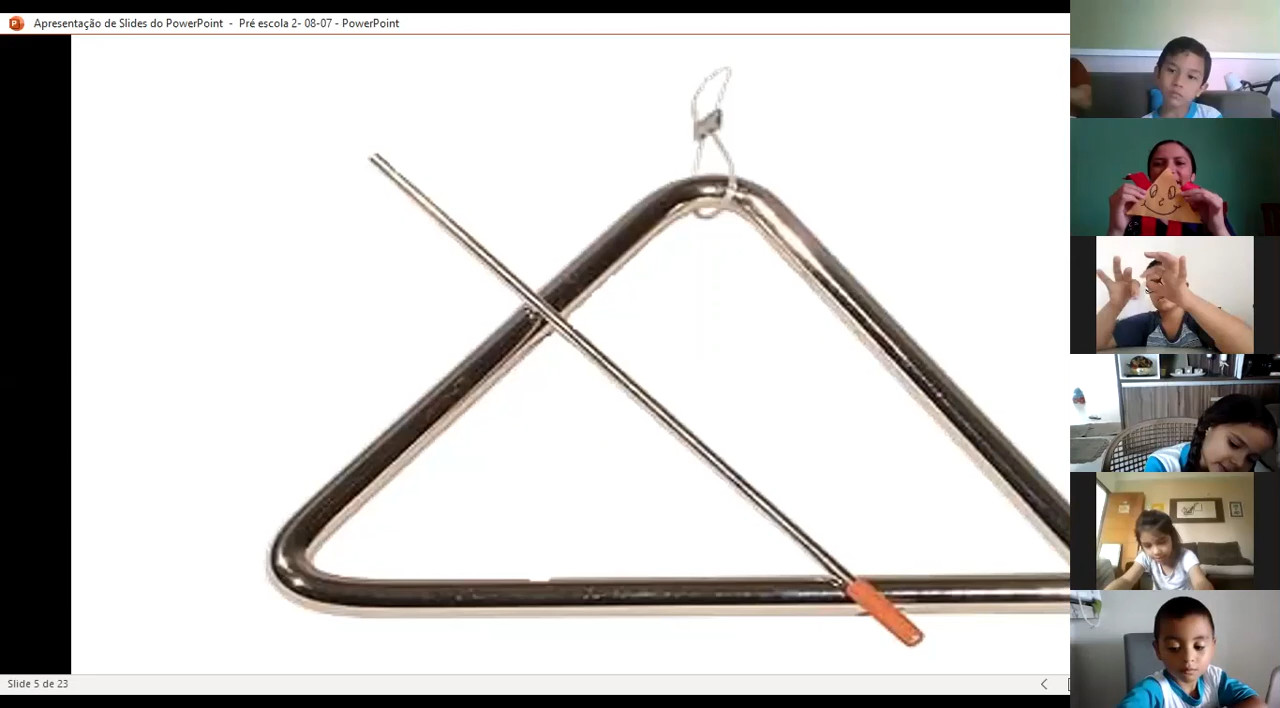 Apresentação de Slides do PowerPoint - Pré escola 2- 08-07 - PowerPoint
Slide 5 de 23